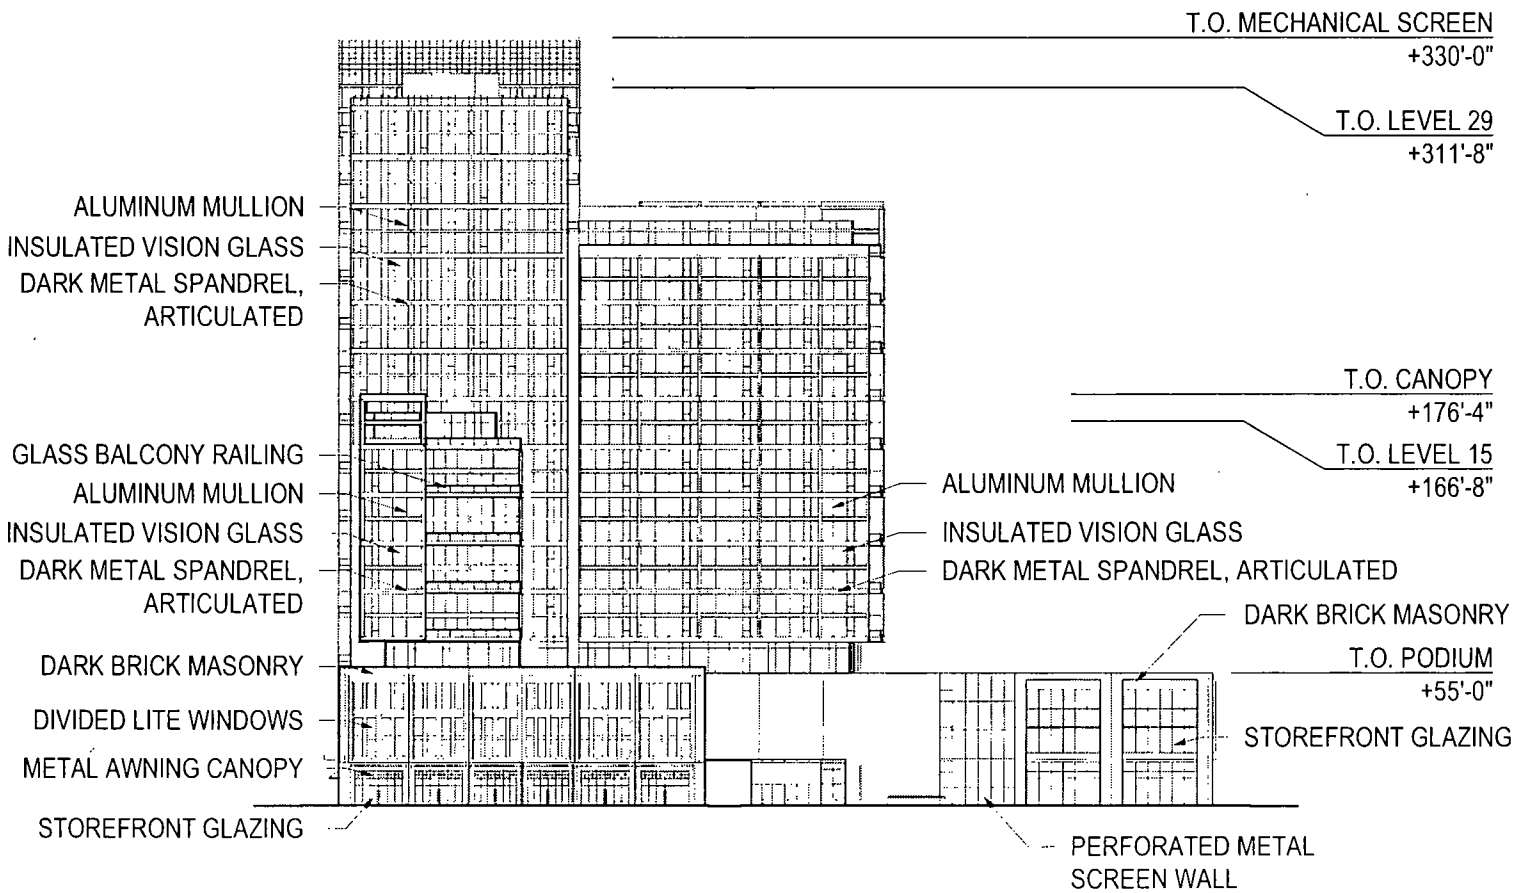 T.O. MECHANICAL SCREEN
+330'-0"
T.O. LEVEL 29
+311'-8"
ALUMINUM MULLION
INSULATED VISION GLASS
DARK METAL SPANDREL,
ARTICULATED
T.O. CANOPY
+176'-4"
T.O. LEVEL 15
+166'-8"
GLASS BALCONY RAILING
ALUMINUM MULLION
INSULATED VISION GLASS
DARK METAL SPANDREL,
ARTICULATED
ALUMINUM MULLION
INSULATED VISION GLASS
DARK METAL SPANDREL, ARTICULATED
DARK BRICK MASONRY
T.O. PODIUM
+55'-0"
STOREFRONT GLAZING
DARK BRICK MASONRY
DIVIDED LITE WINDOWS
METAL AWNING CANOPY
STOREFRONT GLAZING
PERFORATED METAL
SCREEN WALL